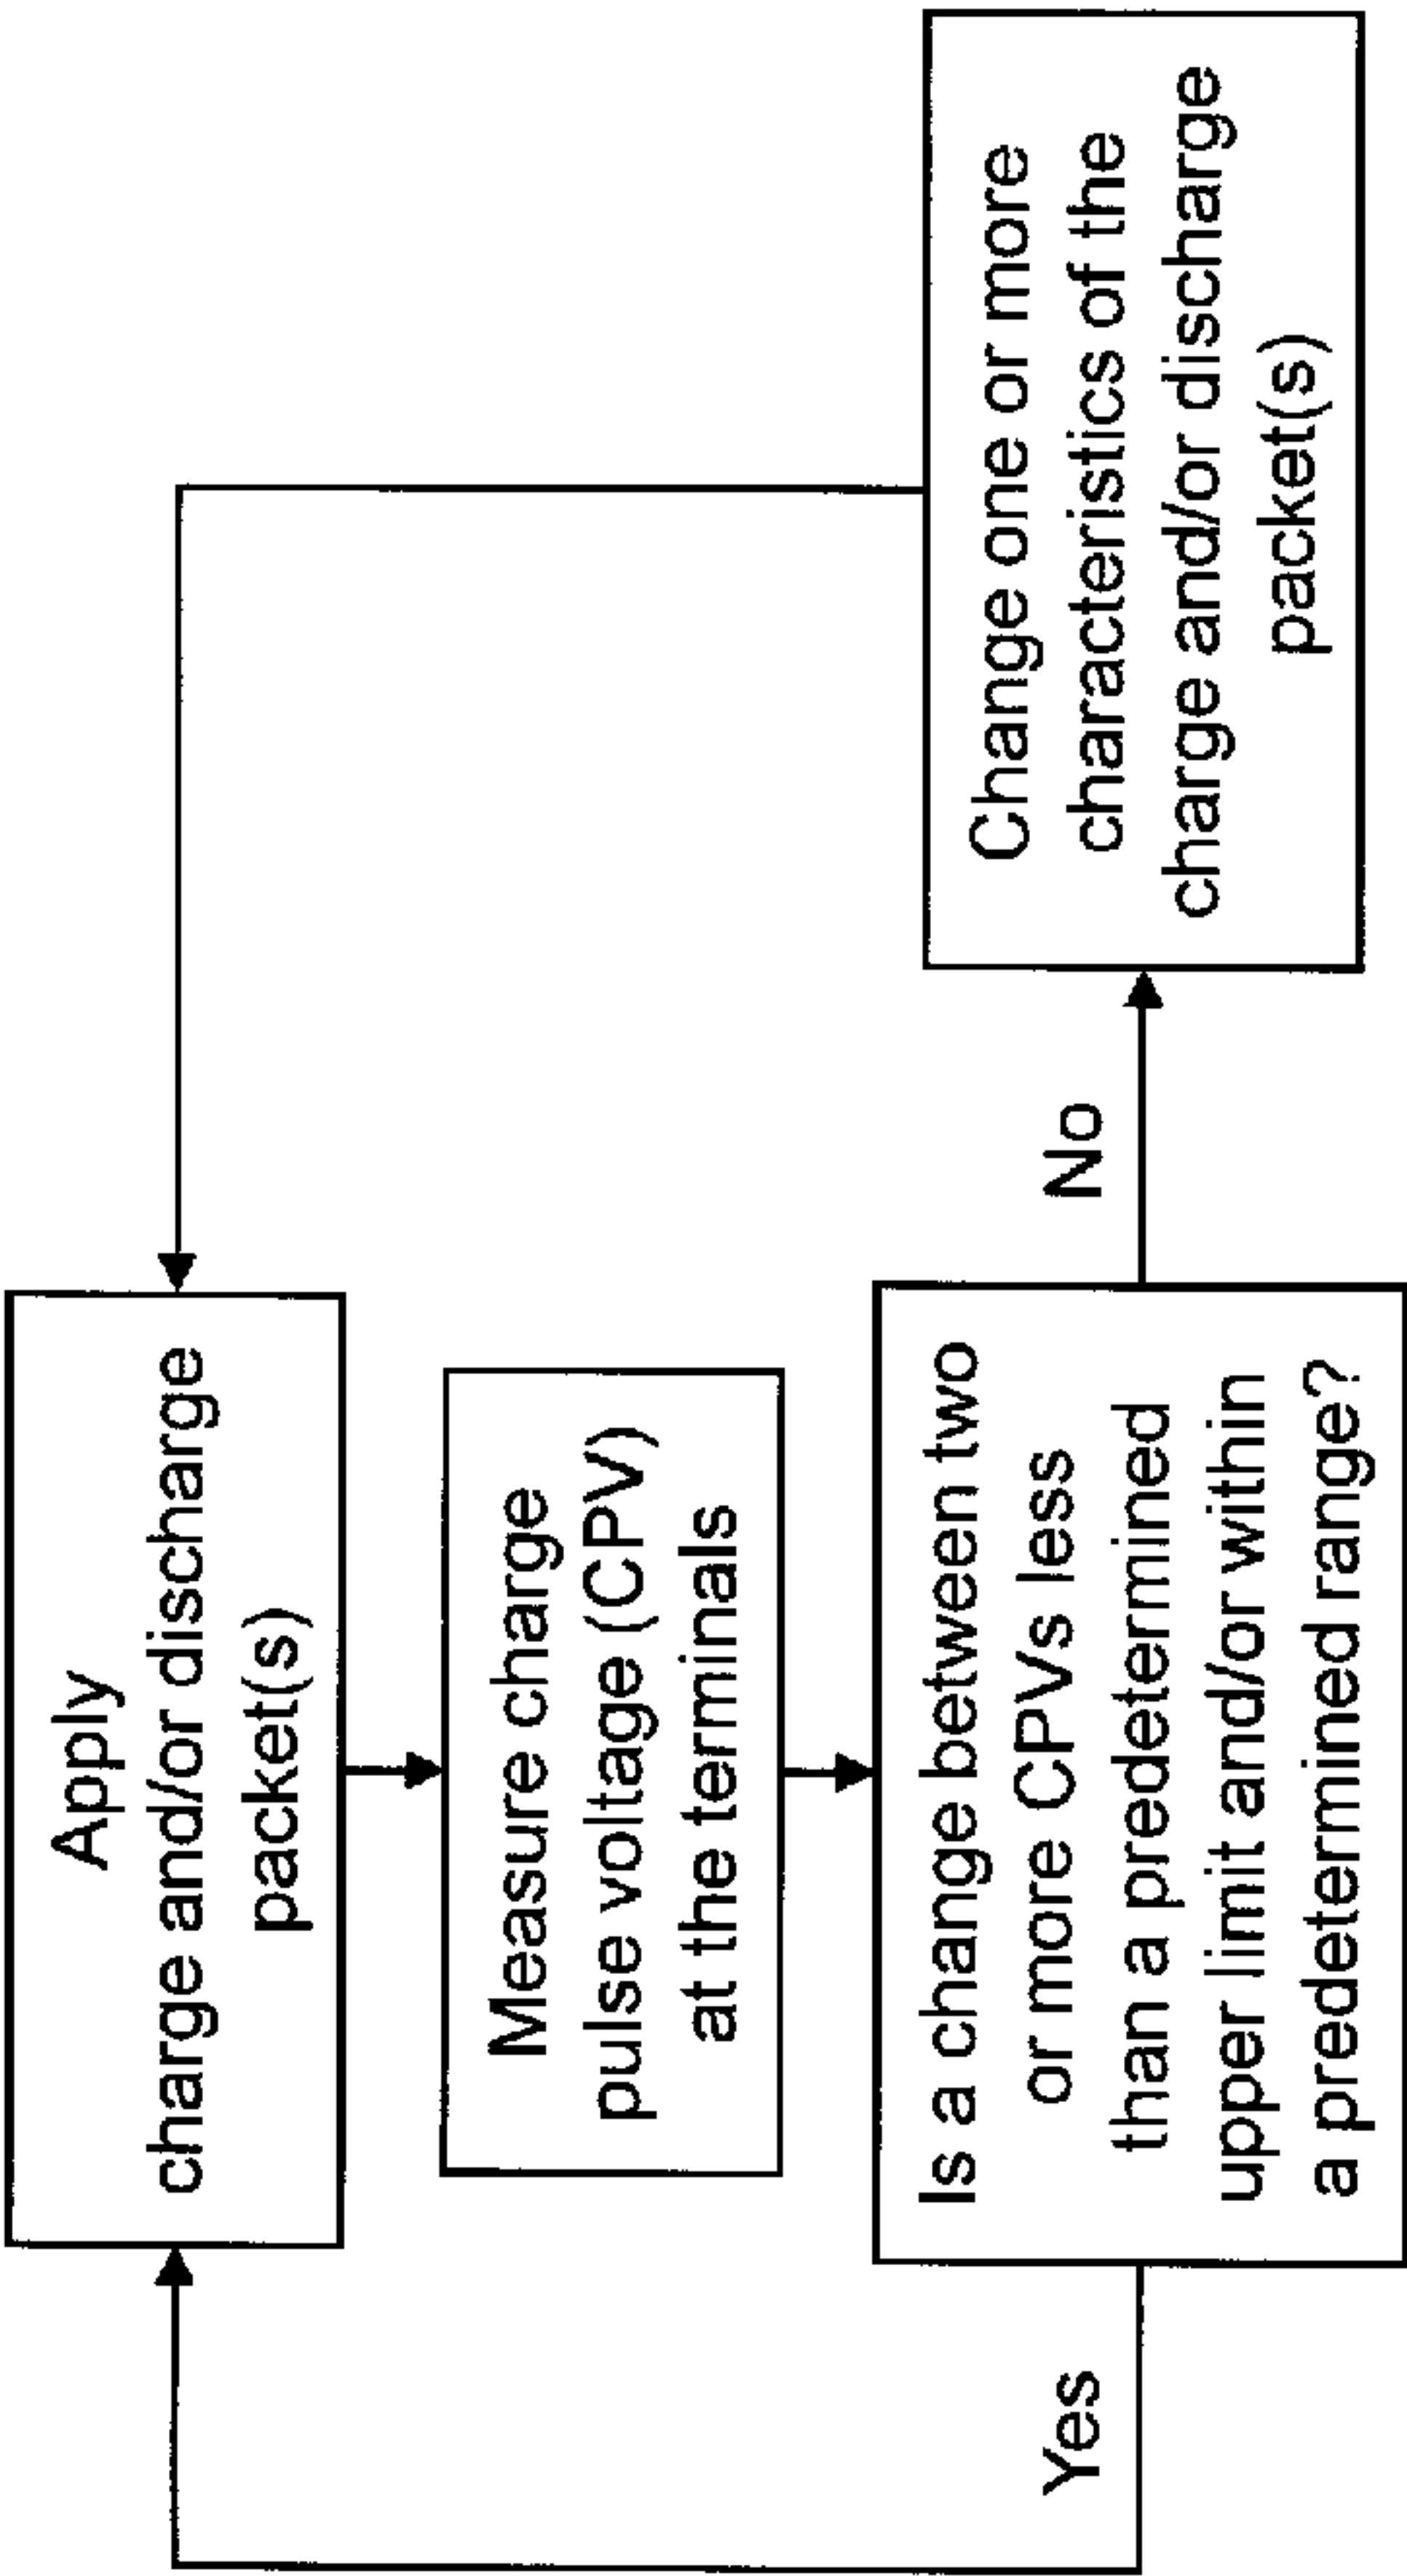 Apply
charge and/or discharge
packet(s)
Measure charge
pulse voltage (CPV)
at the terminals
Is a change between two
or more CPVs less
than a predetermined
upper limit and/or within
a predetermined range?
Yes
No
Change one or more
characteristics of the
charge and/or discharge
packet(s)